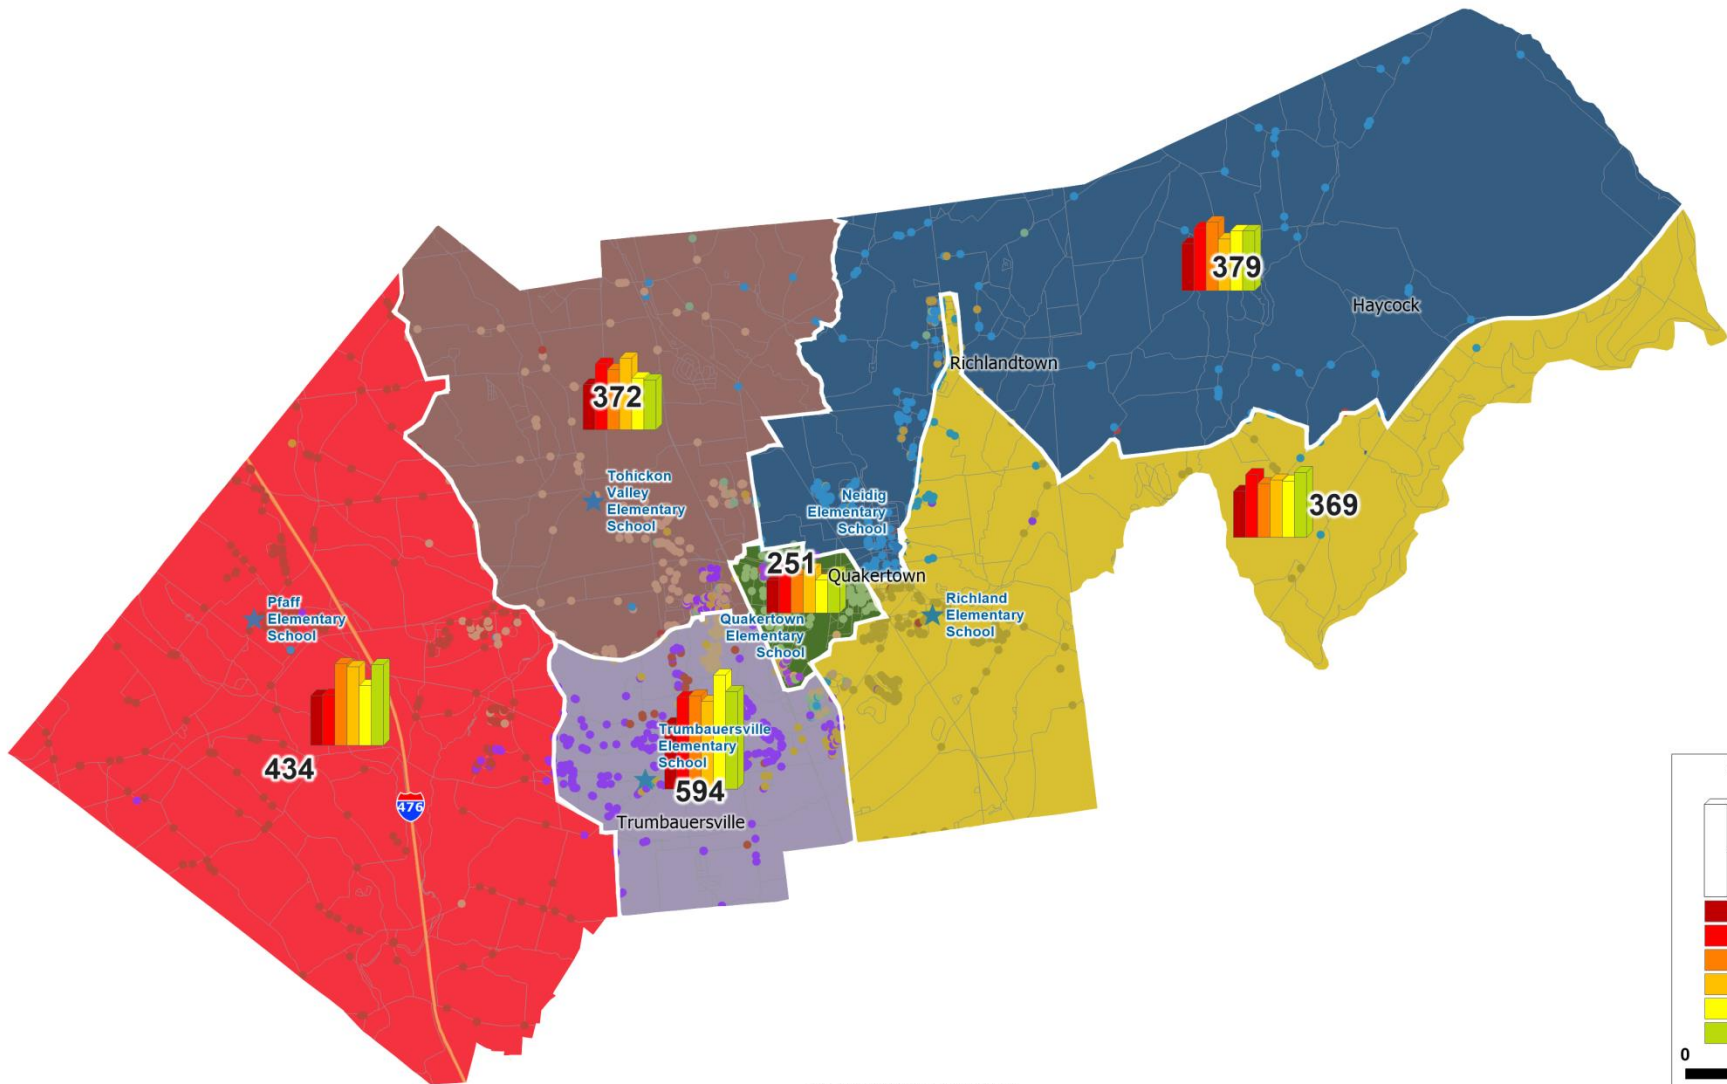 379
Haycock
Richlandtown
372
Tohickon
Valley
Elementary
School
Neidig
Elementary
School
369
251
Quakertown
Pfaff
Elementary
School
Richland
Elementary
School
Quakertown
Elementary
School
Trumbauersville
Elementary
School
434
594
476
Trumbauersville
0